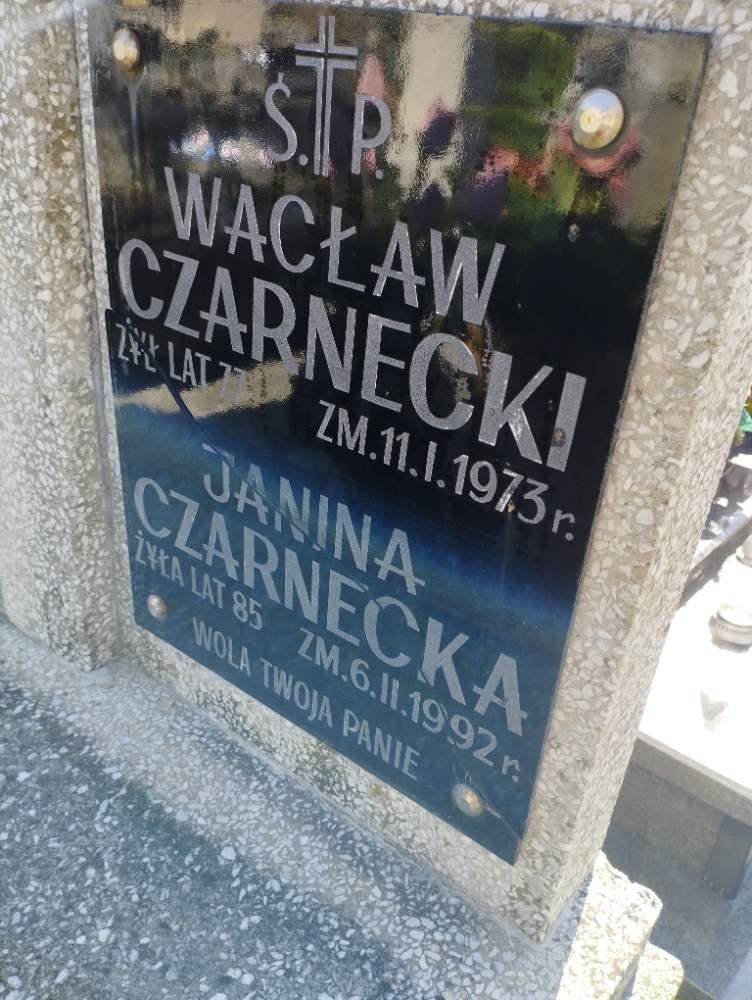 Ś. P.
WACŁAW
CZARNECKI
ŻYŁ LAT 77
ZM. 11. I. 1973 r.
JANINA
CZARNECKA
ŻYŁA LAT 85
ZM. 6. II. 1992 r.
WOLA TWOJA PANIE